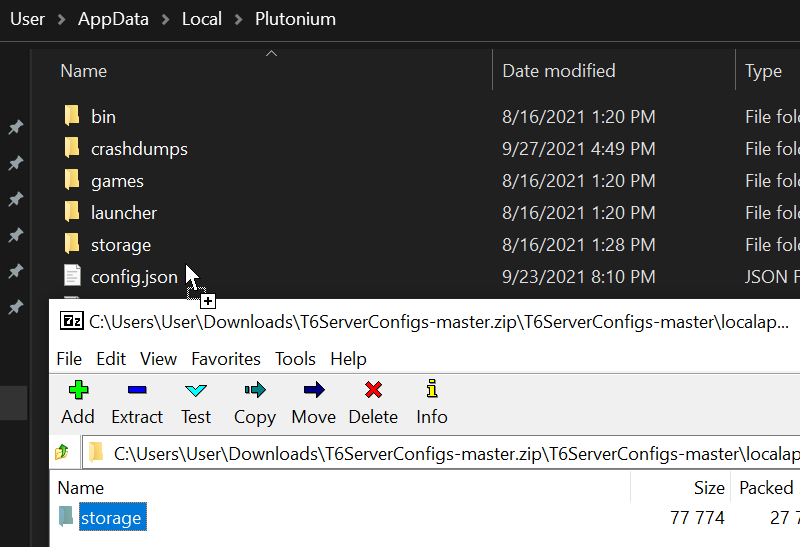 User > AppData > Local > Plutonium
Name Date modified Type
bin 8/16/2021 1:20 PM File fol
crashdumps 9/27/2021 4:49 PM File fol
games 8/16/2021 1:20 PM File fol
launcher 8/16/2021 1:20 PM File fol
storage 8/16/2021 1:28 PM File fol
config.json 9/23/2021 8:10 PM JSON F
7z C:\Users\User\Downloads\T6ServerConfigs-master.zip\T6ServerConfigs-master\localap...
File Edit View Favorites Tools Help
Add Extract Test Copy Move Delete Info
C:\Users\User\Downloads\T6ServerConfigs-master.zip\T6ServerConfigs-master\localap
Name Size Packed
storage 77 774 27 7